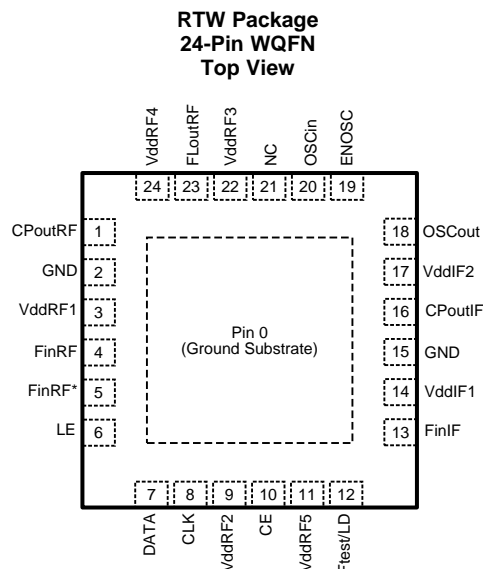 RTW Package
24-Pin WQFN
Top View
VddRF4
FLoutRF
VddRF3
NC
OSCin
ENOSC
24
23
22
21
20
19
CPoutRF
1
GND
2
VddRF1
3
FinRF
4
FinRF*
5
LE
6
Pin 0
(Ground Substrate)
18
OSCout
17
VddIF2
16
CPoutIF
15
GND
14
VddIF1
13
FinIF
7
8
9
10
11
12
DATA
CLK
VddRF2
CE
VddRF5
Ftest/LD